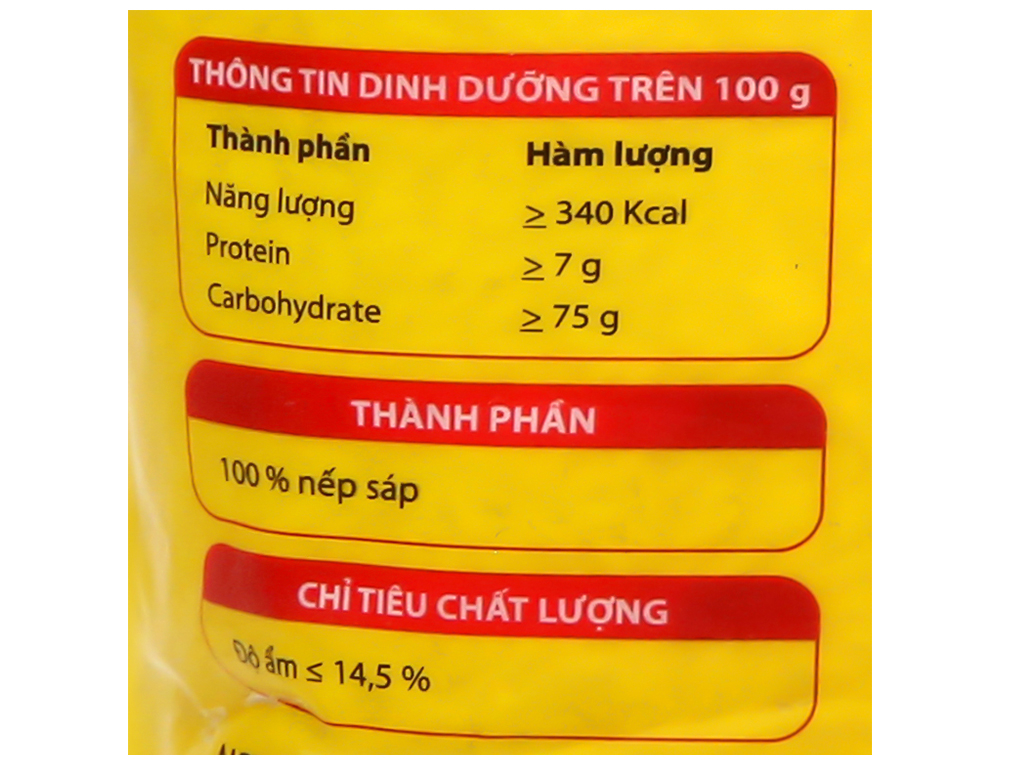 THÔNG TIN DINH DƯỠNG TRÊN 100 g
Thành phần Hàm lượng
Năng lượng ≥ 340 Kcal
Protein ≥ 7 g
Carbohydrate ≥ 75 g
THÀNH PHẦN
100 % nếp sáp
CHỈ TIÊU CHẤT LƯỢNG
Độ ẩm ≤ 14,5 %